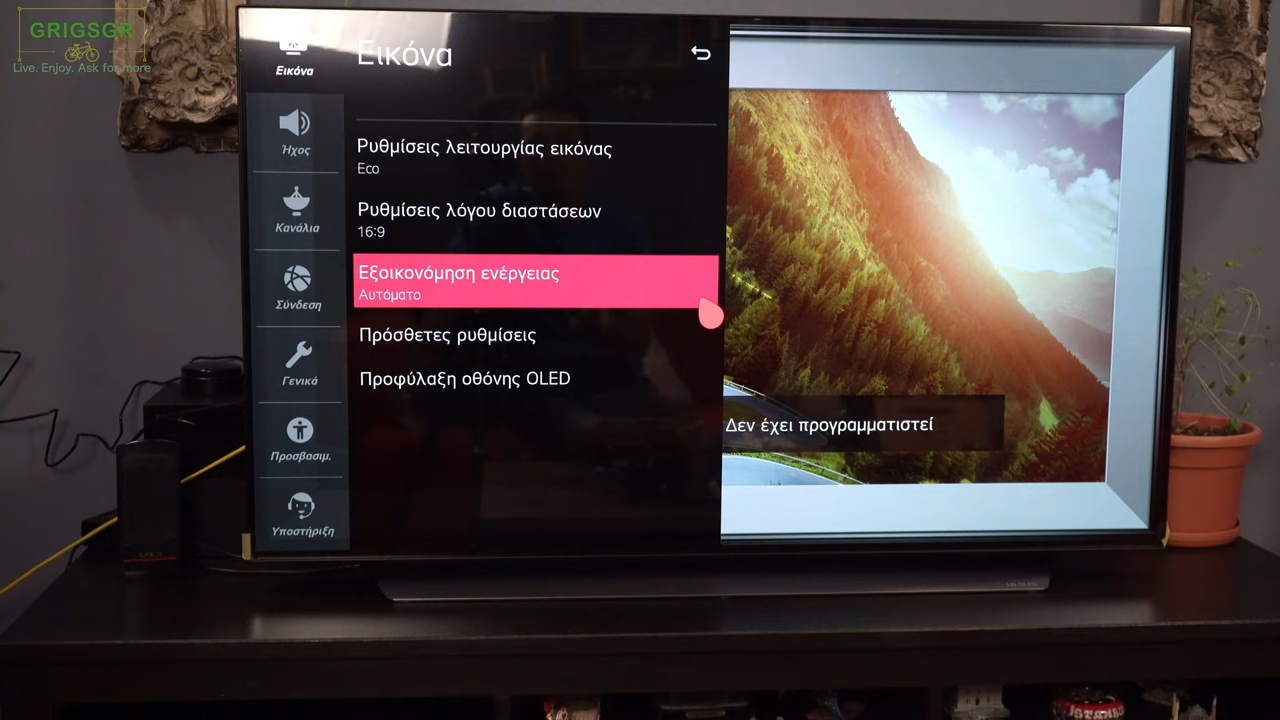 GRIGSGR
Live. Enjoy. Ask for more
Εικόνα
Ήχος
Κανάλια
Σύνδεση
Γενικά
Προσβασιμ.
Υποστήριξη
Εικόνα
Ρυθμίσεις λειτουργίας εικόνας
Eco
Ρυθμίσεις λόγου διαστάσεων
16:9
Εξοικονόμηση ενέργειας
Αυτόματο
Πρόσθετες ρυθμίσεις
Προφύλαξη οθόνης OLED
Δεν έχει προγραμματιστεί